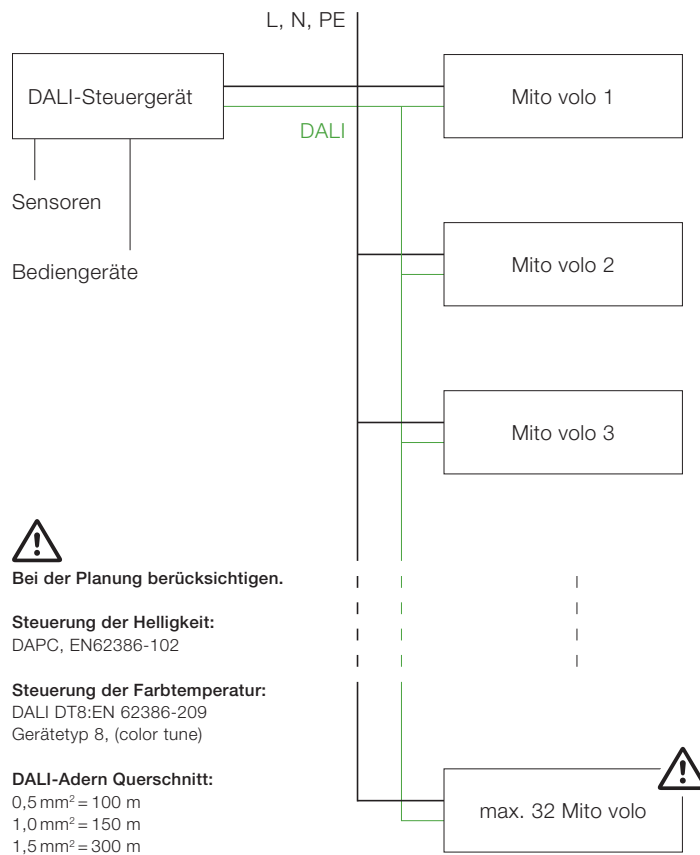 L, N, PE
DALI-Steuergerät
Mito volo 1
DALI
Sensoren
Bediengeräte
Mito volo 2
Mito volo 3
Bei der Planung berücksichtigen.
Steuerung der Helligkeit:
DAPC, EN62386-102
Steuerung der Farbtemperatur:
DALI DT8:EN 62386-209
Gerätetyp 8, (color tune)
DALI-Adern Querschnitt:
0,5 mm² = 100 m
1,0 mm² = 150 m
1,5 mm² = 300 m
max. 32 Mito volo